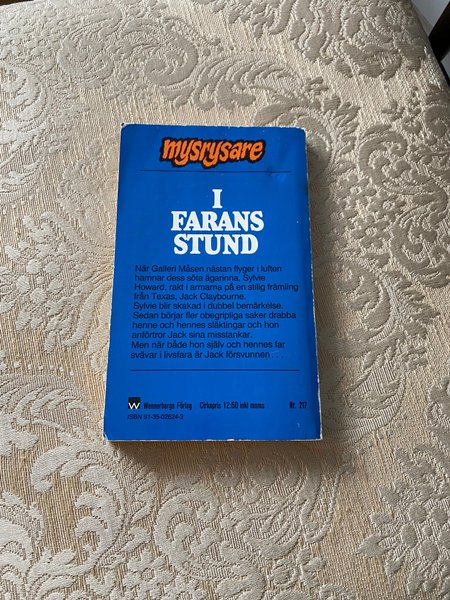 mysrysare
I
FARANS
STUND
När Galleri Måsen nästan flyger i luften
hamnar dess söta ägarinna, Sylvie
Howard, rakt i armarna på en stilig främling
från Texas, Jack Claybourne.
Sylvie blir skakad i dubbel bemärkelse.
Sedan börjar fler obegripliga saker drabba
henne och hennes släktingar och hon
anförtror Jack sina misstankar.
Men när både hon själv och hennes far
svävar i livsfara är Jack försvunnen . . .
W Wennerbergs Förlag Cirkapris 12:50 inkl moms Nr. 217
ISBN 91-35-02624-3